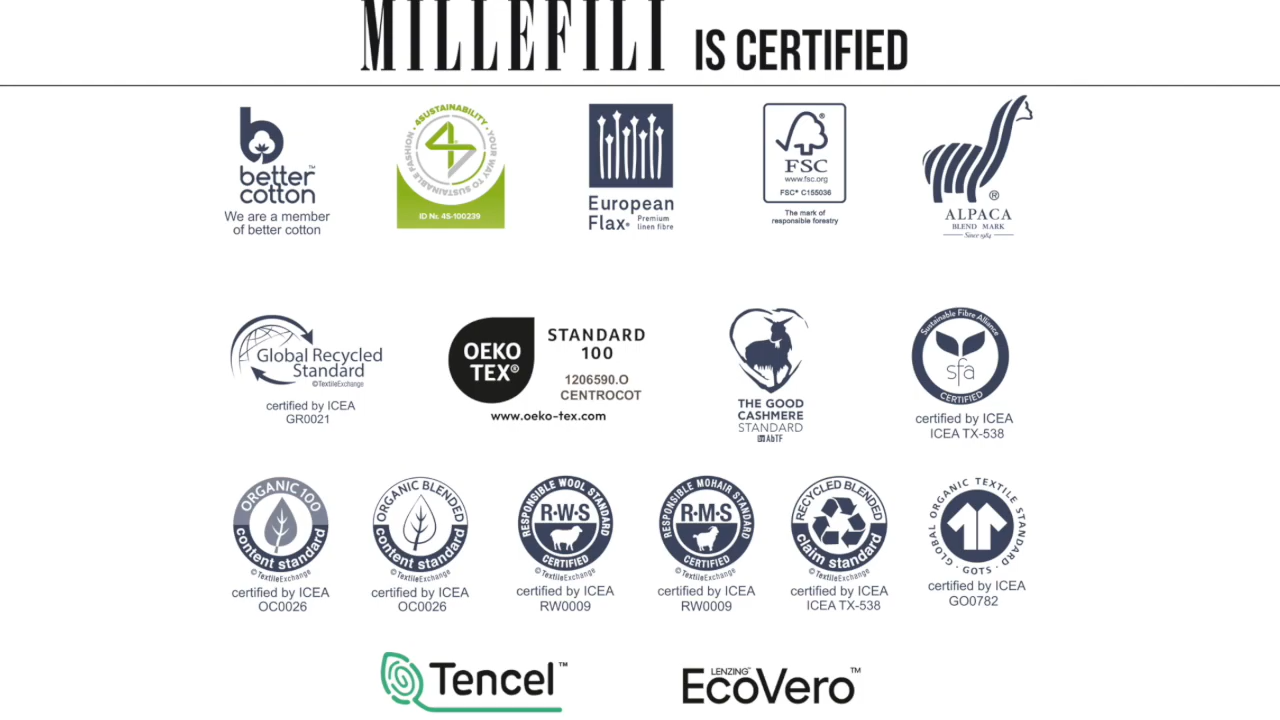 MILLEFILI IS CERTIFIED
better
cotton™
We are a member
of better cotton
4SUSTAINABILITY
YOUR WAY TO SUSTAINABLE FASHION
ID Nr. 4S-100239
European
Flax®
Premium
linen fibre
FSC
www.fsc.org
FSC® C155036
The mark of
responsible forestry
ALPACA
BLEND MARK
Since 1984
Global Recycled
Standard
©TextileExchange
certified by ICEA
GR0021
OEKO
TEX®
STANDARD
100
1206590.O
CENTROCOT
www.oeko-tex.com
THE GOOD
CASHMERE
STANDARD
AbTF
Sustainable Fibre Alliance
sfa
CERTIFIED
certified by ICEA
ICEA TX-538
ORGANIC 100
content standard
©TextileExchange
certified by ICEA
OC0026
ORGANIC BLENDED
content standard
©TextileExchange
certified by ICEA
OC0026
RESPONSIBLE WOOL STANDARD
R·W·S
CERTIFIED
©TextileExchange
certified by ICEA
RW0009
RESPONSIBLE MOHAIR STANDARD
R·M·S
CERTIFIED
©TextileExchange
certified by ICEA
RW0009
RECYCLED BLENDED
claim standard
©TextileExchange
certified by ICEA
ICEA TX-538
GLOBAL ORGANIC TEXTILE STANDARD
· GOTS ·
certified by ICEA
GO0782
Tencel™
LENZING™
EcoVero™